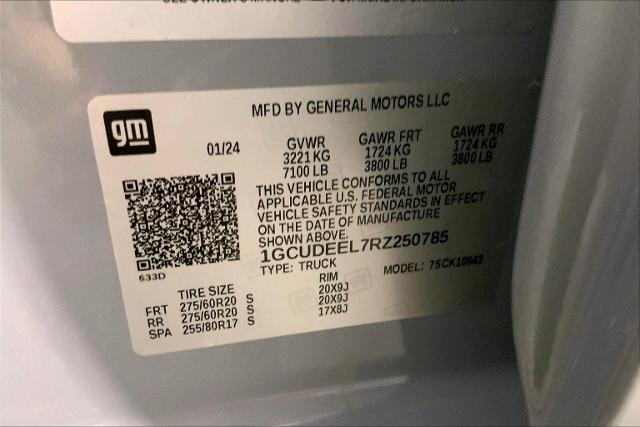 SEE OWNER'S MANUAL
gm
MFD BY GENERAL MOTORS LLC
01/24 GVWR GAWR FRT GAWR RR
3221 KG 1724 KG 1724 KG
7100 LB 3800 LB 3800 LB
THIS VEHICLE CONFORMS TO ALL
APPLICABLE U.S. FEDERAL MOTOR
VEHICLE SAFETY STANDARDS IN EFFECT
ON THE DATE OF MANUFACTURE
SHOWN ABOVE.
1GCUDEEL7RZ250785
TYPE: TRUCK MODEL: 75CK10543
633D
TIRE SIZE RIM
FRT 275/60R20 S 20X9J
RR 275/60R20 S 20X9J
SPA 255/80R17 S 17X8J